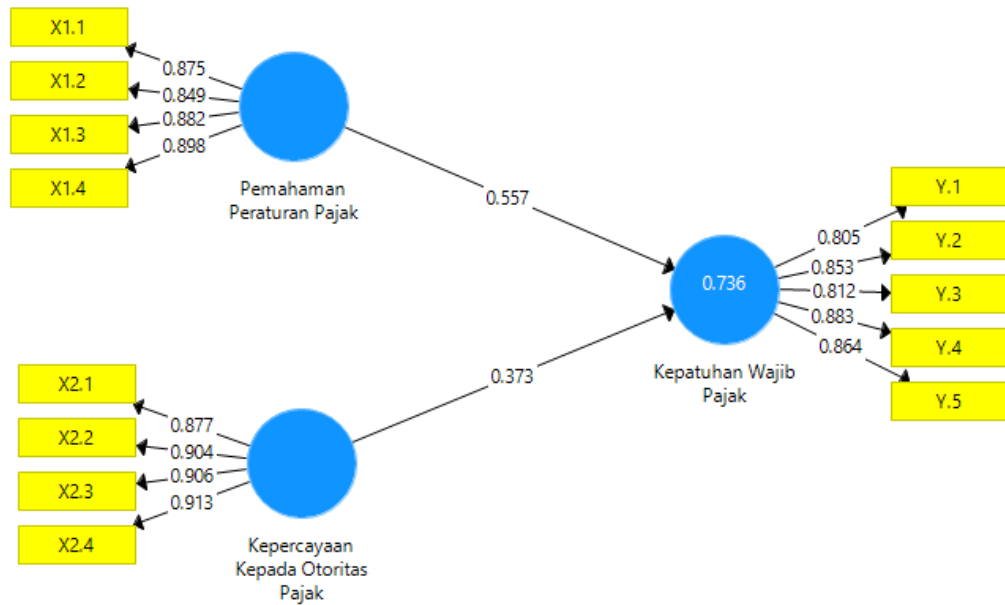 X1.1
X1.2
X1.3
X1.4
0.875
0.849
0.882
0.898
Pemahaman
Peraturan Pajak
0.557
X2.1
X2.2
X2.3
X2.4
0.877
0.904
0.906
0.913
Kepercayaan
Kepada Otoritas
Pajak
0.373
0.736
Kepatuhan Wajib
Pajak
0.805
0.853
0.812
0.883
0.864
Y.1
Y.2
Y.3
Y.4
Y.5